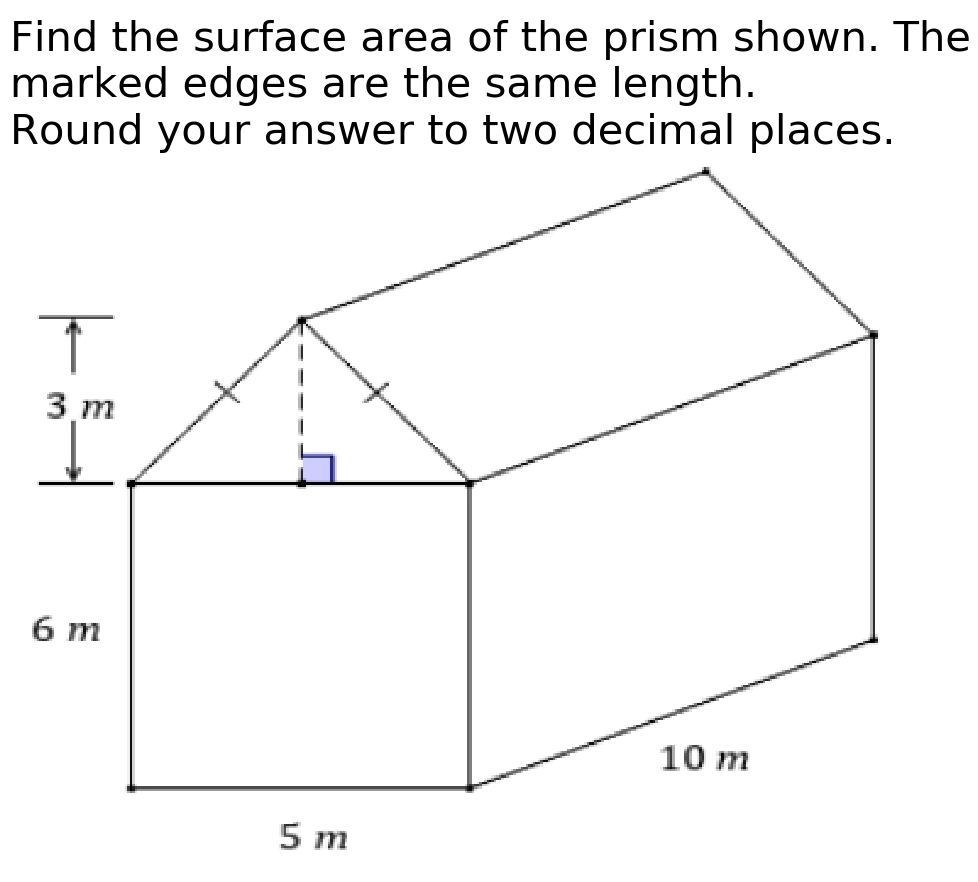 Find the surface area of the prism shown. The
marked edges are the same length.
Round your answer to two decimal places.
3 m
6 m
10 m
5 m